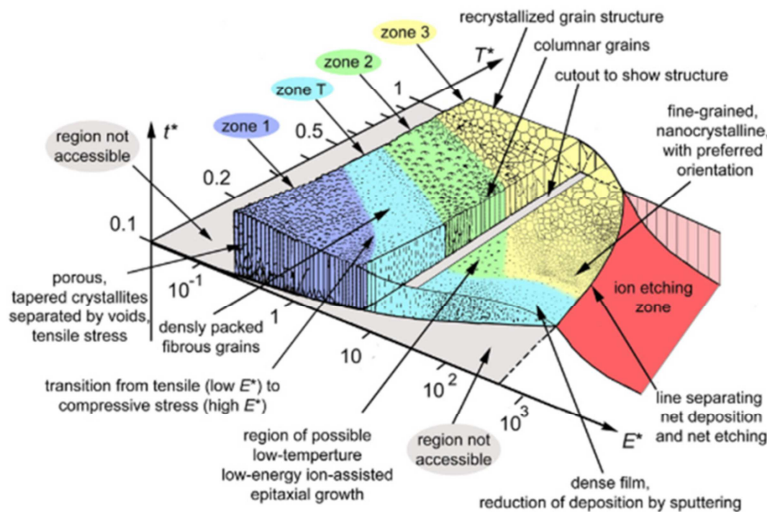 recrystallized grain structure
zone 3
T*
columnar grains
zone 2
1
cutout to show structure
zone T
fine-grained,
nanocrystalline,
with preferred
orientation
t*
zone 1
0.5
region not
accessible
0.2
0.1
10-1
porous,
tapered crystallites
separated by voids,
tensile stress
1
densly packed
fibrous grains
10
ion etching
zone
transition from tensile (low E*) to
compressive stress (high E*)
10²
10³
region of possible
low-temperture
low-energy ion-assisted
epitaxial growth
region not
accessible
E*
line separating
net deposition
and net etching
dense film,
reduction of deposition by sputtering